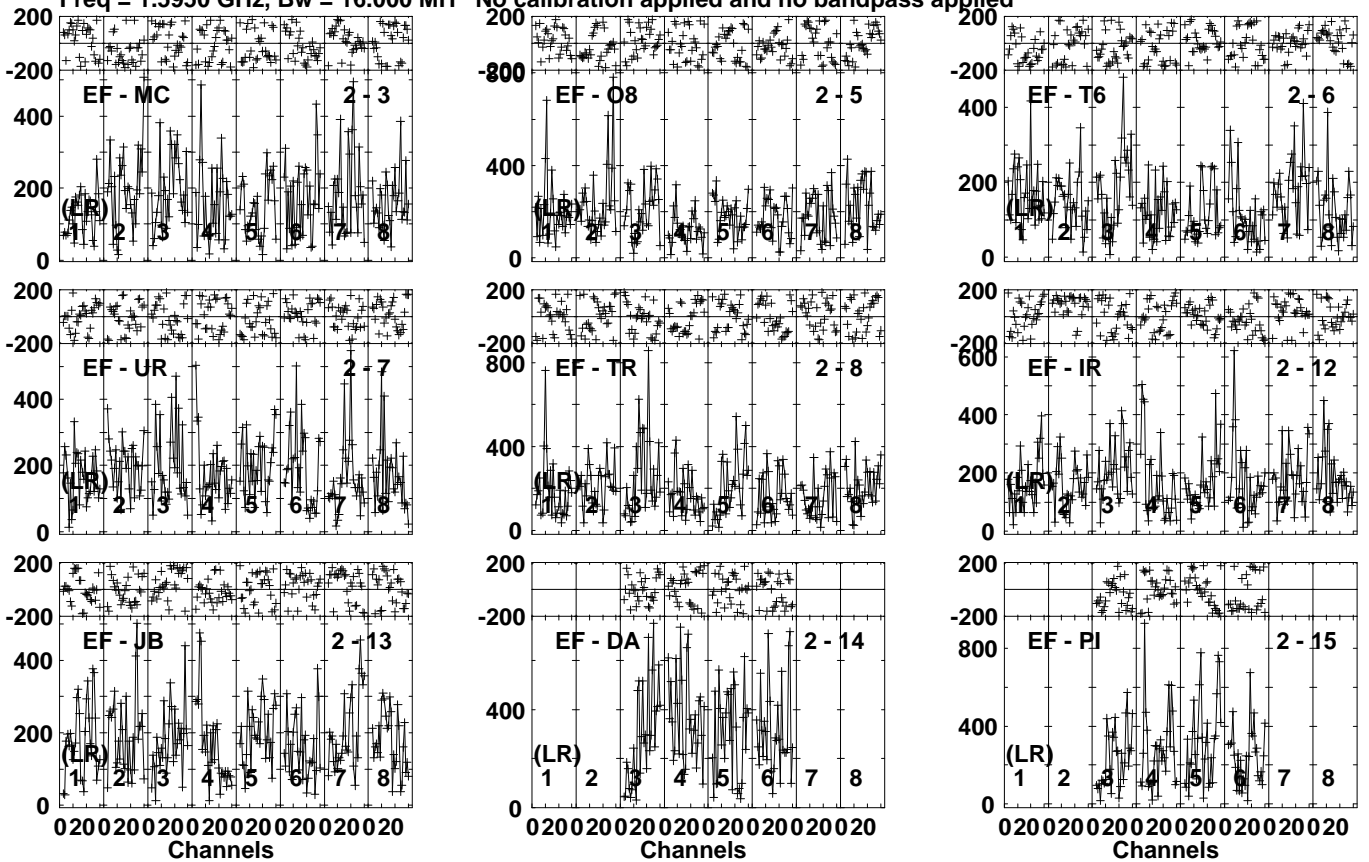 Freq = 1.5950 GHz, Bw = 16.000 MH No calibration applied and no bandpass applied
200 200 200
-200 -200
800
EF - MC 2 - 3 EF - O8 2 - 5 EF - T6 2 - 6
400 400 400
200 200
(LR) (LR) (LR)
1 2 3 4 5 6 7 8 1 2 3 4 5 6 7 8 1 2 3 4 5 6 7 8
0 0 0
200 200 200
-200 -200 -200
EF - UR 2 - 7 EF - TR 2 - 8 EF - IR 2 - 12
800 600
400 400 400
200 200
(LR) (LR) (LR)
1 2 3 4 5 6 7 8 1 2 3 4 5 6 7 8 1 2 3 4 5 6 7 8
0 0 0
200 200 200
-200 -200 -200
EF - JB 2 - 13 EF - DA 2 - 14 EF - PI 2 - 15
800
400 400 400
200
(LR) (LR) (LR)
1 2 3 4 5 6 7 8 1 2 3 4 5 6 7 8 1 2 3 4 5 6 7 8
0 0 0
0 20 0 20 0 20 0 20 0 20 0 20 0 20 0 20 0 20 0 20 0 20 0 20 0 20 0 20 0 20 0 20 0 20 0 20 0 20 0 20 0 20 0 20 0 20 0 20
Channels Channels Channels